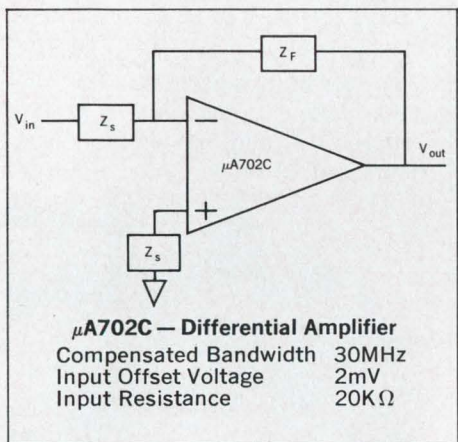 Z_F
V_in
Z_s
−
μA702C
V_out
+
Z_s
μA702C — Differential Amplifier
Compensated Bandwidth 30MHz
Input Offset Voltage 2mV
Input Resistance 20KΩ